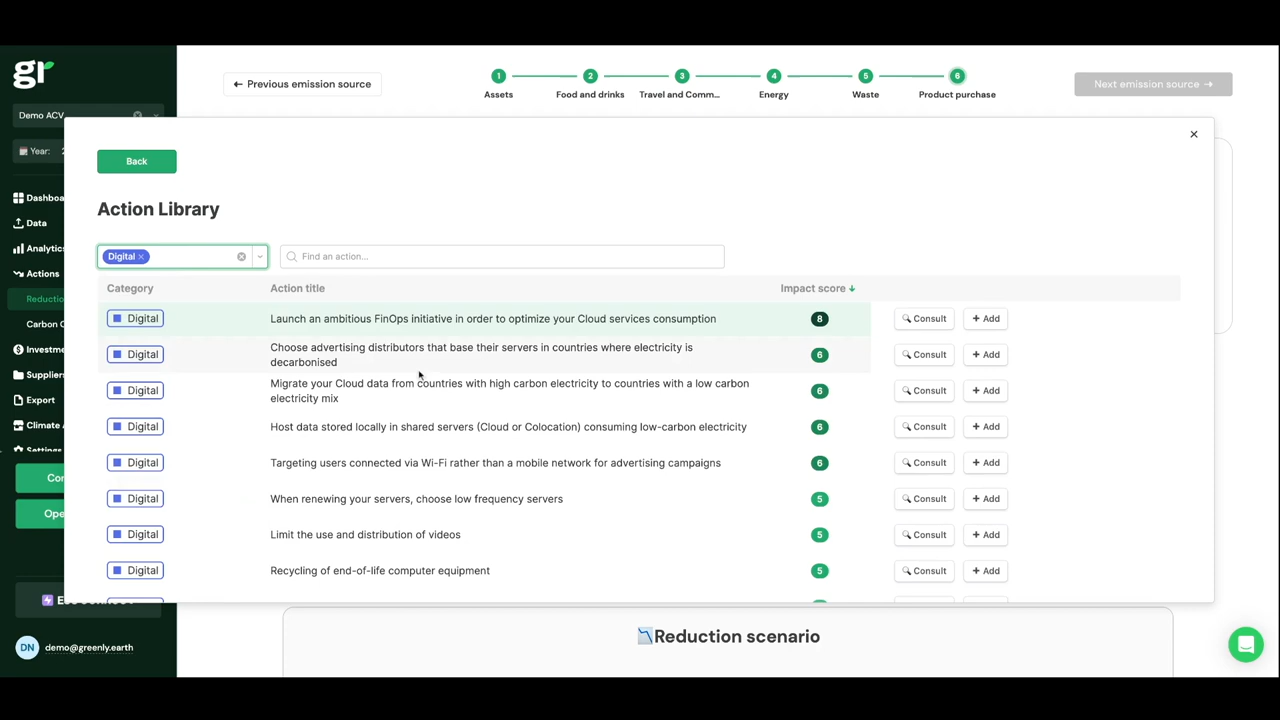 gr
← Previous emission source
1
2
3
4
5
6
Assets
Food and drinks
Travel and Comm...
Energy
Waste
Product purchase
Next emission source →
Demo ACV
Year:
Dashboa
Data
Analytics
Actions
Reductio
Carbon
Investme
Suppliers
Export
Climate
Settings
Con
Ope
DN
demo@greenly.earth
×
Back
Action Library
Digital ×
Find an action...
Category
Action title
Impact score ↓
Digital
Launch an ambitious FinOps initiative in order to optimize your Cloud services consumption
8
Consult
+ Add
Digital
Choose advertising distributors that base their servers in countries where electricity is
decarbonised
6
Consult
+ Add
Digital
Migrate your Cloud data from countries with high carbon electricity to countries with a low carbon
electricity mix
6
Consult
+ Add
Digital
Host data stored locally in shared servers (Cloud or Colocation) consuming low-carbon electricity
6
Consult
+ Add
Digital
Targeting users connected via Wi-Fi rather than a mobile network for advertising campaigns
6
Consult
+ Add
Digital
When renewing your servers, choose low frequency servers
5
Consult
+ Add
Digital
Limit the use and distribution of videos
5
Consult
+ Add
Digital
Recycling of end-of-life computer equipment
5
Consult
+ Add
Reduction scenario